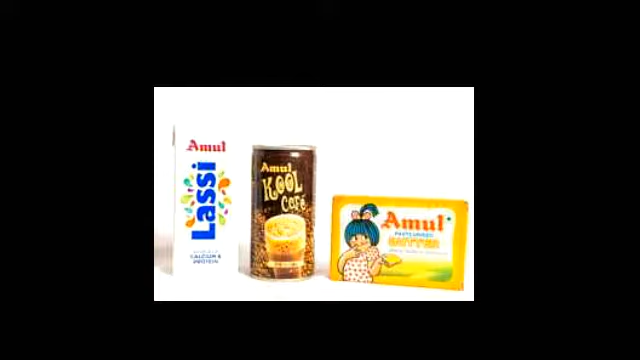 Amul
Lassi
CALCIUM &
PROTEIN
Amul
KOOL
Café
Amul
PASTEURISED
BUTTER